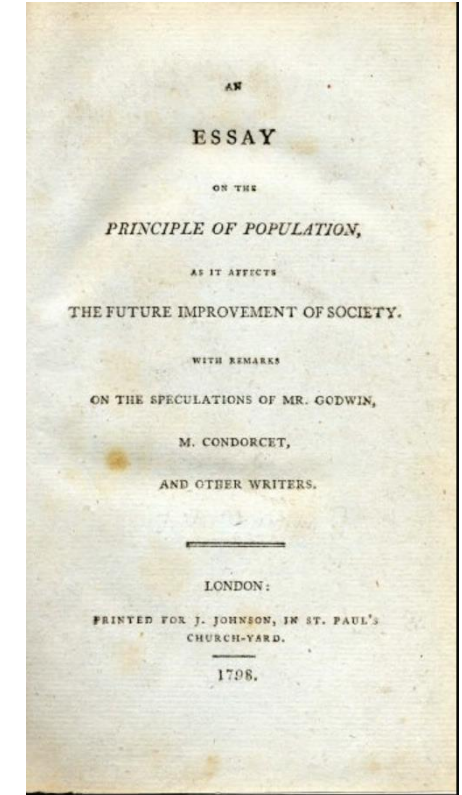 AN
ESSAY
ON THE
PRINCIPLE OF POPULATION,
AS IT AFFECTS
THE FUTURE IMPROVEMENT OF SOCIETY.
WITH REMARKS
ON THE SPECULATIONS OF MR. GODWIN,
M. CONDORCET,
AND OTHER WRITERS.
LONDON:
PRINTED FOR J. JOHNSON, IN ST. PAUL'S
CHURCH-YARD.
1798.